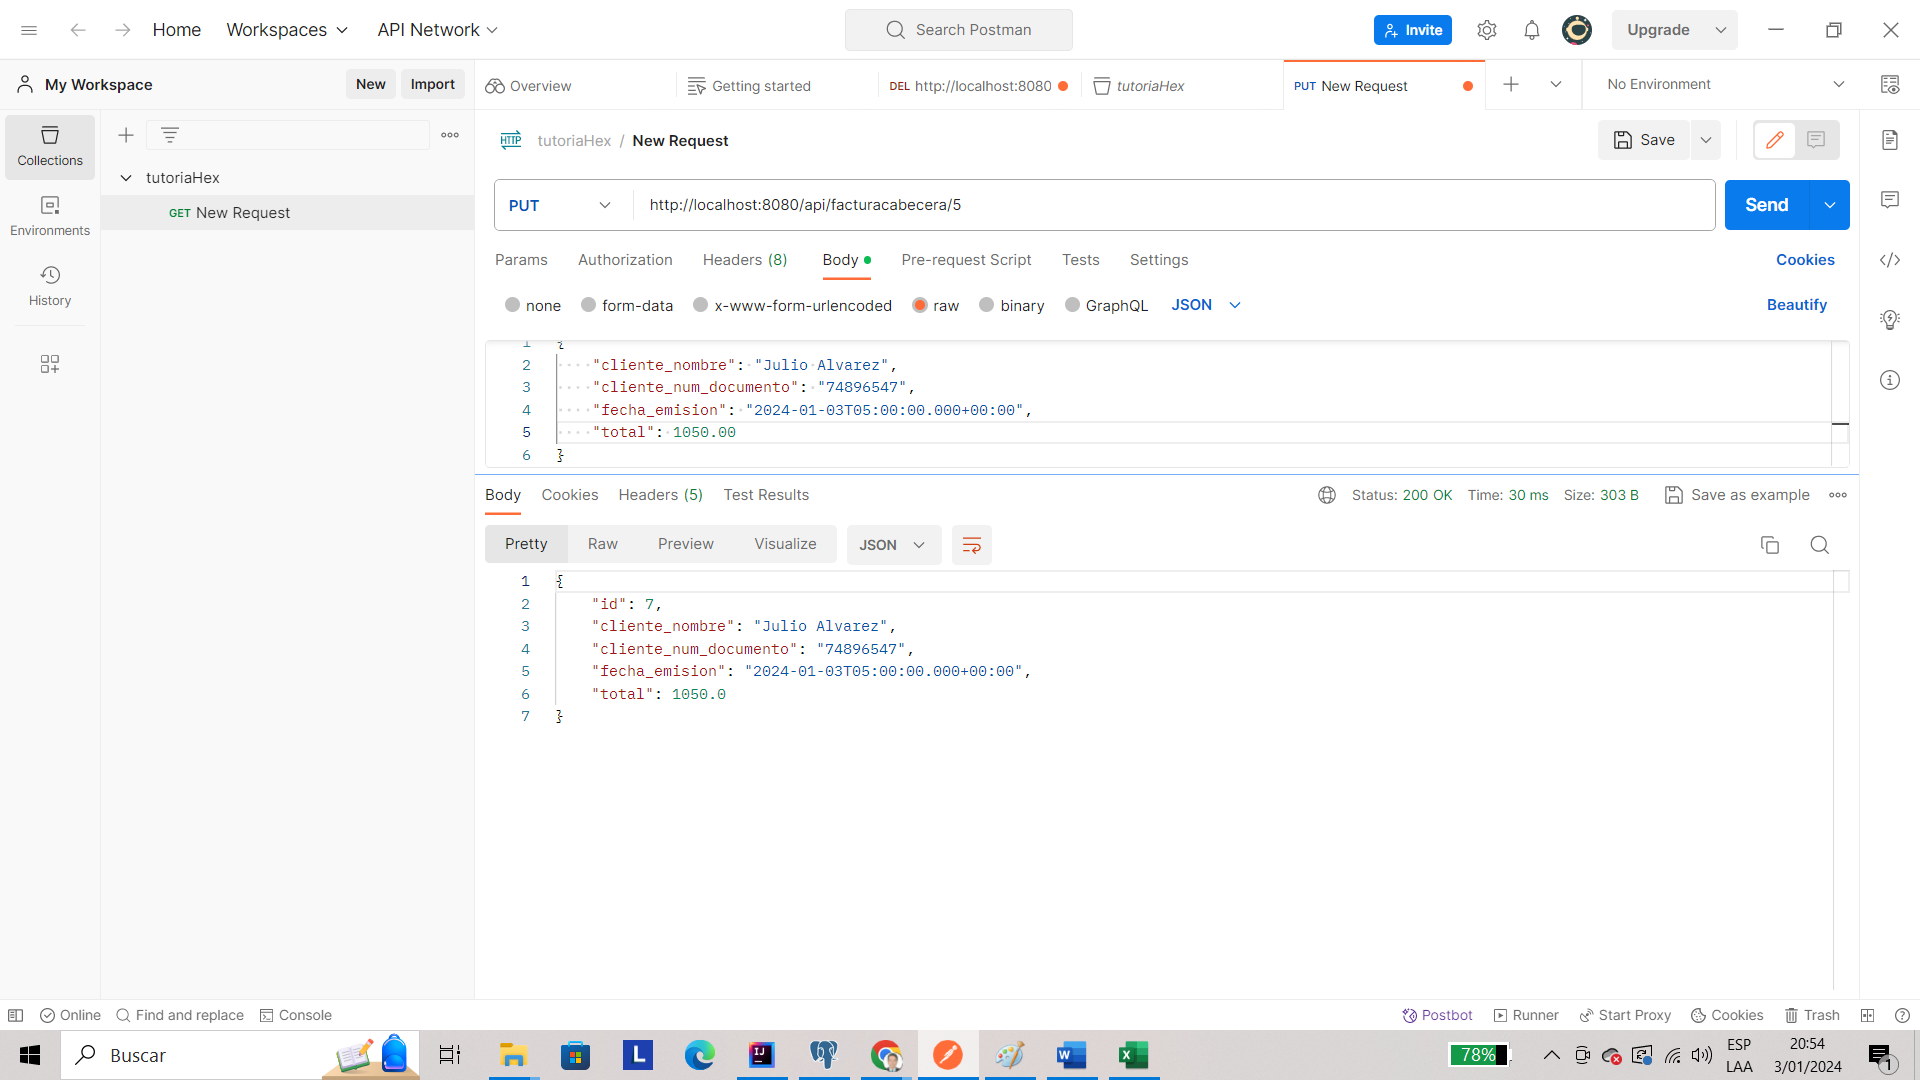 Home
Workspaces
API Network
Search Postman
Invite
Upgrade
My Workspace
New
Import
Overview
Getting started
DEL http://localhost:8080
tutoriaHex
PUT New Request
No Environment
Collections
Environments
History
tutoriaHex
GET New Request
HTTP tutoriaHex / New Request
Save
PUT
http://localhost:8080/api/facturacabecera/5
Send
Params
Authorization
Headers (8)
Body
Pre-request Script
Tests
Settings
Cookies
none
form-data
x-www-form-urlencoded
raw
binary
GraphQL
JSON
Beautify
1 {
2 "cliente_nombre": "Julio Alvarez",
3 "cliente_num_documento": "74896547",
4 "fecha_emision": "2024-01-03T05:00:00.000+00:00",
5 "total": 1050.00
6 }
Body
Cookies
Headers (5)
Test Results
Status: 200 OK
Time: 30 ms
Size: 303 B
Save as example
Pretty
Raw
Preview
Visualize
JSON
1 {
2 "id": 7,
3 "cliente_nombre": "Julio Alvarez",
4 "cliente_num_documento": "74896547",
5 "fecha_emision": "2024-01-03T05:00:00.000+00:00",
6 "total": 1050.0
7 }
Online
Find and replace
Console
Postbot
Runner
Start Proxy
Cookies
Trash
Buscar
L
IJ
W
X
78%
ESP
LAA
20:54
3/01/2024
1